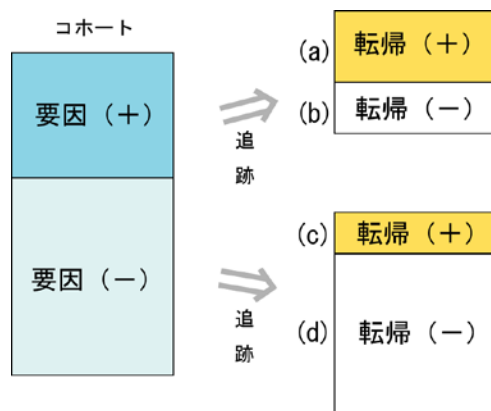 コホート
要因（＋）
要因（－）
追
跡
追
跡
(a) 転帰（＋）
(b) 転帰（－）
(c) 転帰（＋）
(d) 転帰（－）